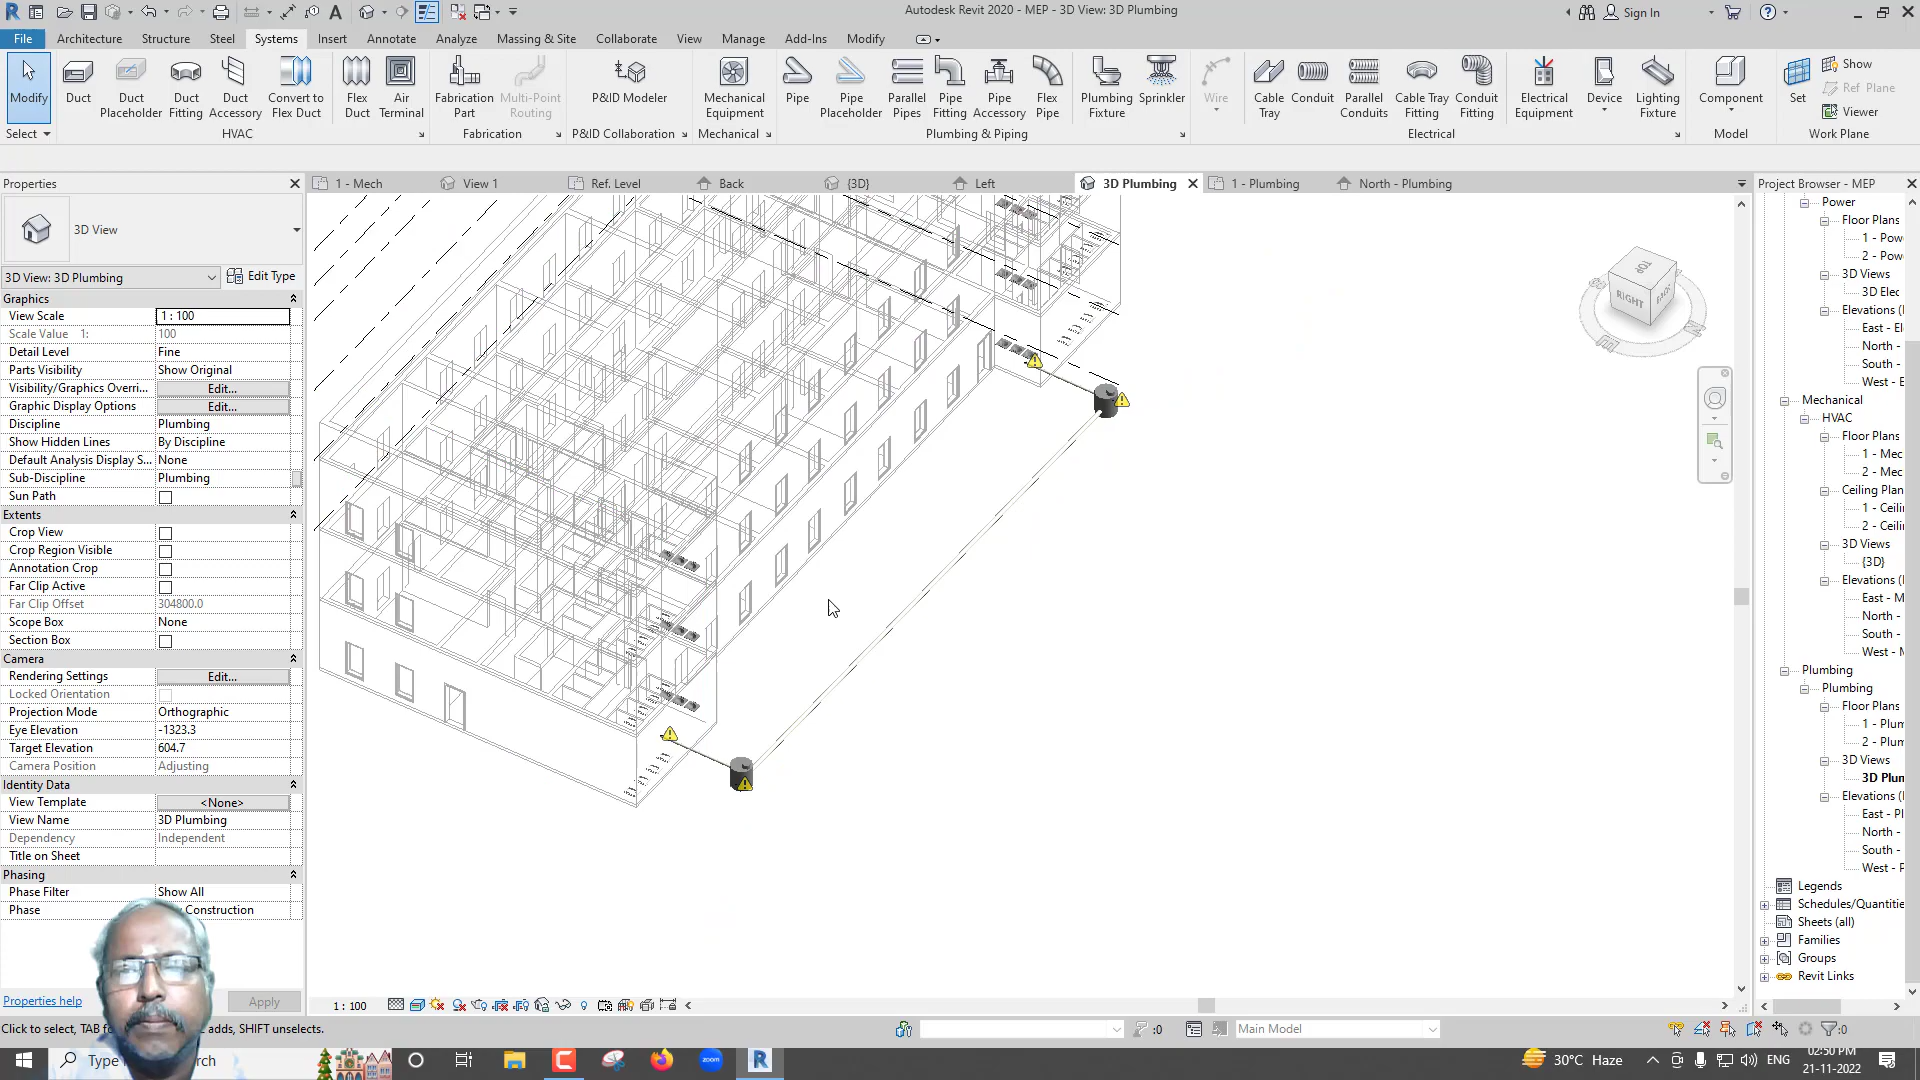 Autodesk Revit 2020 - MEP - 3D View: 3D Plumbing
Sign In
File Architecture Structure Steel Systems Insert Annotate Analyze Massing & Site Collaborate View Manage Add-Ins Modify
Modify
Duct
Duct Placeholder
Duct Fitting
Duct Accessory
Convert to Flex Duct
Flex Duct
Air Terminal
Fabrication Part
Multi-Point Routing
P&ID Modeler
Mechanical Equipment
Pipe
Pipe Placeholder
Parallel Pipes
Pipe Fitting
Pipe Accessory
Flex Pipe
Plumbing Fixture
Sprinkler
Wire
Cable Tray
Conduit
Parallel Conduits
Cable Tray Fitting
Conduit Fitting
Electrical Equipment
Device
Lighting Fixture
Component
Set
Show
Ref Plane
Viewer
Select HVAC Fabrication P&ID Collaboration Mechanical Plumbing & Piping Electrical Model Work Plane
Properties
1 - Mech View 1 Ref. Level Back {3D} Left 3D Plumbing 1 - Plumbing North - Plumbing
Project Browser - MEP
3D View
3D View: 3D Plumbing Edit Type
Graphics
View Scale 1 : 100
Scale Value 1: 100
Detail Level Fine
Parts Visibility Show Original
Visibility/Graphics Overri... Edit...
Graphic Display Options Edit...
Discipline Plumbing
Show Hidden Lines By Discipline
Default Analysis Display S... None
Sub-Discipline Plumbing
Sun Path
Extents
Crop View
Crop Region Visible
Annotation Crop
Far Clip Active
Far Clip Offset 304800.0
Scope Box None
Section Box
Camera
Rendering Settings Edit...
Locked Orientation
Projection Mode Orthographic
Eye Elevation -1323.3
Target Elevation 604.7
Camera Position Adjusting
Identity Data
View Template <None>
View Name 3D Plumbing
Dependency Independent
Title on Sheet
Phasing
Phase Filter Show All
Phase Construction
Properties help Apply
TOP
RIGHT
BACK
Power
Floor Plans
1 - Pow
2 - Pow
3D Views
3D Elec
Elevations (
East - El
North -
South -
West - E
Mechanical
HVAC
Floor Plans
1 - Mec
2 - Mec
Ceiling Plan
1 - Ceili
2 - Ceili
3D Views
{3D}
Elevations (
East - M
North -
South -
West - M
Plumbing
Plumbing
Floor Plans
1 - Plum
2 - Plum
3D Views
3D Plum
Elevations (
East - Pl
North -
South -
West - P
Legends
Schedules/Quantitie
Sheets (all)
Families
Groups
Revit Links
1 : 100
Click to select, TAB fo adds, SHIFT unselects.
:0
Main Model
:0
Type arch
zoom
30°C Haze
ENG
02:50 PM
21-11-2022